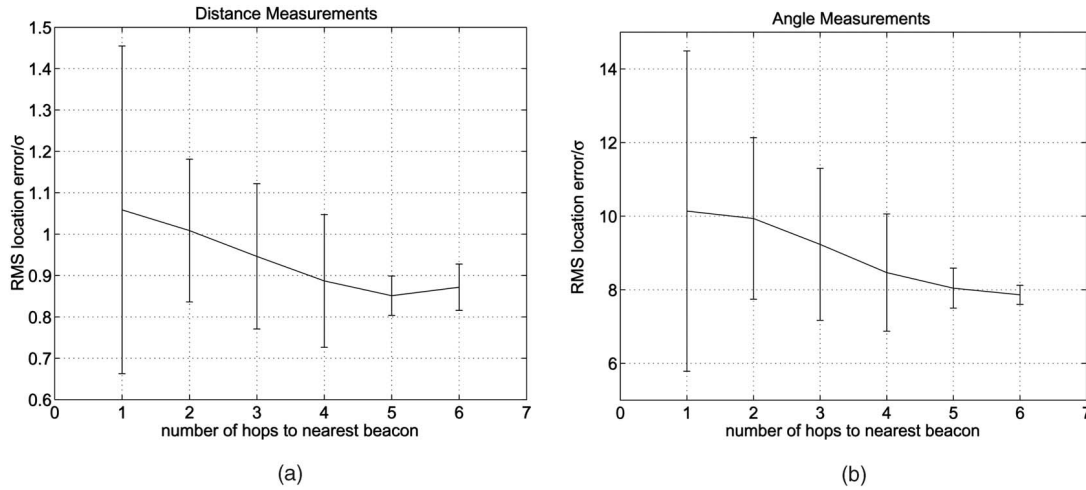 Distance Measurements
1.5
1.4
1.3
1.2
1.1
1
0.9
0.8
0.7
0.6
RMS location error/σ
0 1 2 3 4 5 6 7
number of hops to nearest beacon
(a)
Angle Measurements
14
12
10
8
6
RMS location error/σ
0 1 2 3 4 5 6 7
number of hops to nearest beacon
(b)